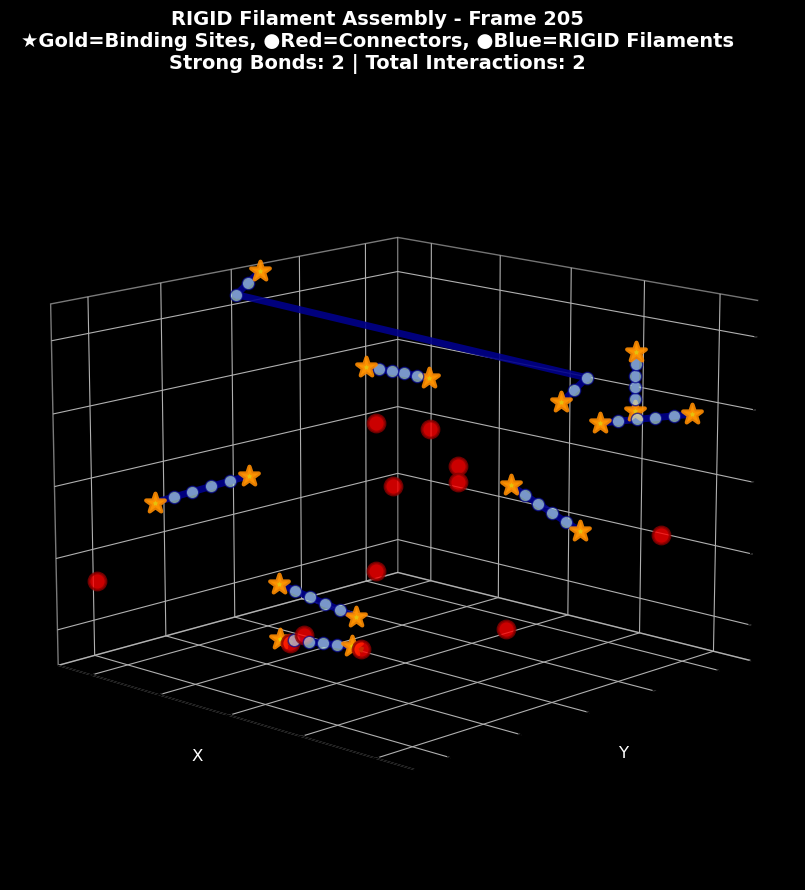 RIGID Filament Assembly - Frame 205
★Gold=Binding Sites, ●Red=Connectors, ●Blue=RIGID Filaments
Strong Bonds: 2 | Total Interactions: 2
X
Y